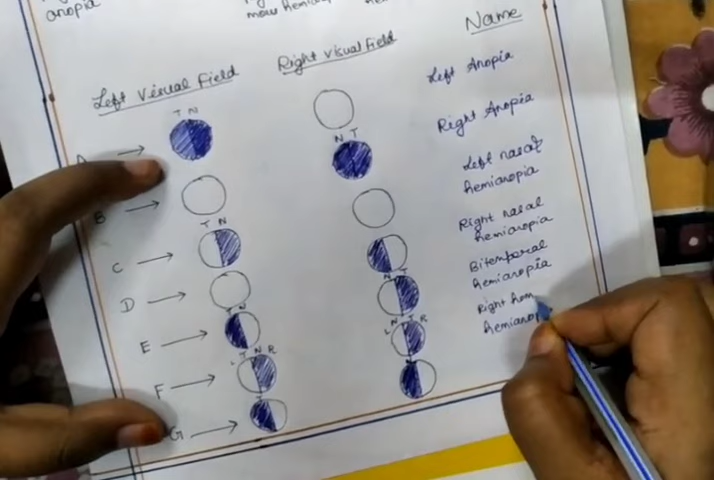 anopia
Name
Left Visual Field
Right Visual Field
T N
A
Left Anopia
N T
B
Right Anopia
T N
C
Left nasal
hemianopia
D
Right nasal
hemianopia
T N
N T
E
Bitemporal
hemianopia
L T N R
L N T R
F
Right hom
hemianop
G